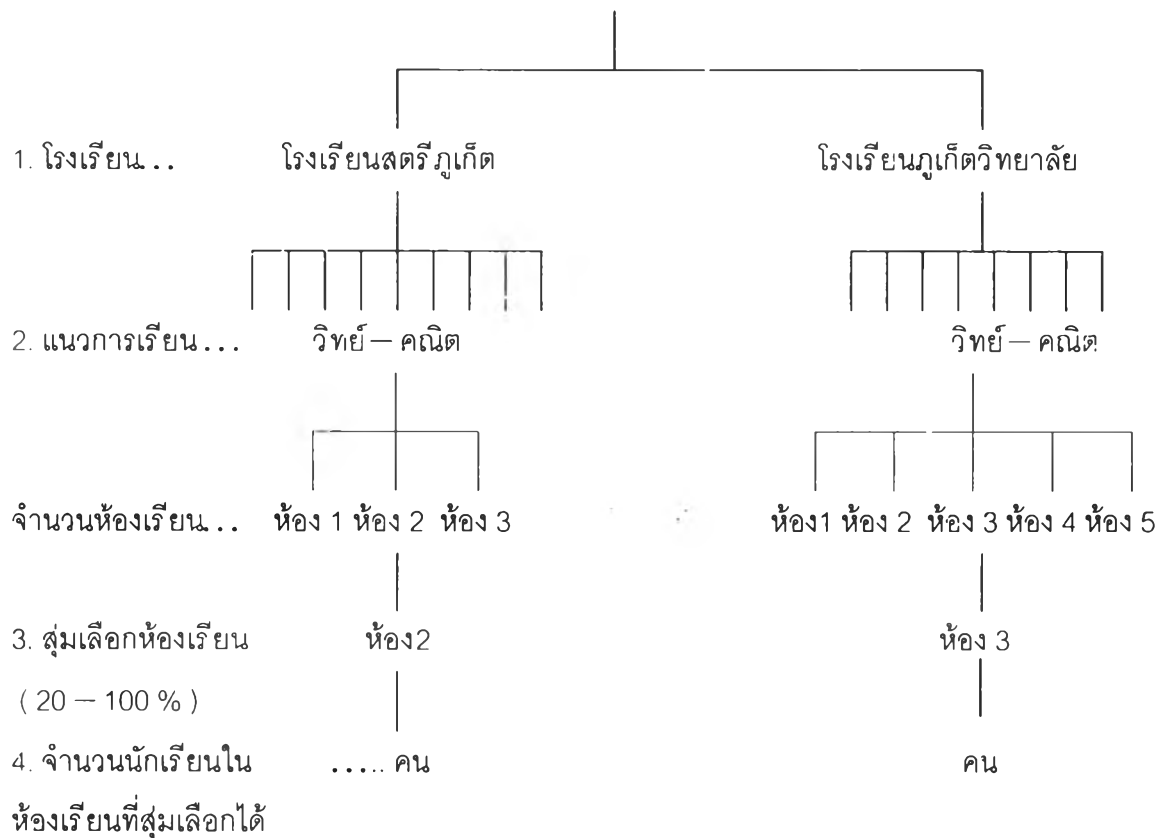 1. โรงเรียน... โรงเรียนสตรีภูเก็ต โรงเรียนภูเก็ตวิทยาลัย
2. แนวการเรียน... วิทย์ – คณิต วิทย์ – คณิต
จำนวนห้องเรียน... ห้อง 1 ห้อง 2 ห้อง 3 ห้อง1 ห้อง 2 ห้อง 3 ห้อง 4 ห้อง 5
3. สุ่มเลือกห้องเรียน ห้อง2 ห้อง 3
( 20 – 100 % )
4. จำนวนนักเรียนใน ..... คน คน
ห้องเรียนที่สุ่มเลือกได้